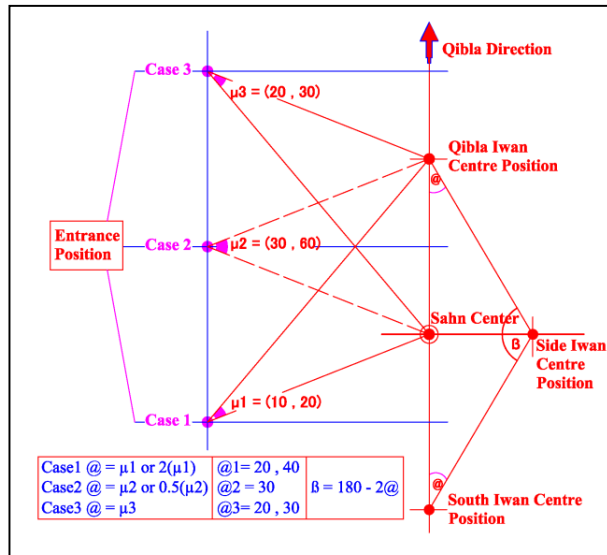 Qibla Direction
Case 3
µ3 = (20 , 30)
Qibla Iwan
Centre Position
@
Entrance
Position
Case 2
µ2 = (30 , 60)
Sahn Center
ß
Side Iwan
Centre
Position
µ1 = (10 , 20)
Case 1
Case1 @ = µ1 or 2(µ1)
@1= 20 , 40
Case2 @ = µ2 or 0.5(µ2)
@2 = 30
ß = 180 - 2@
Case3 @ = µ3
@3= 20 , 30
@
South Iwan Centre
Position